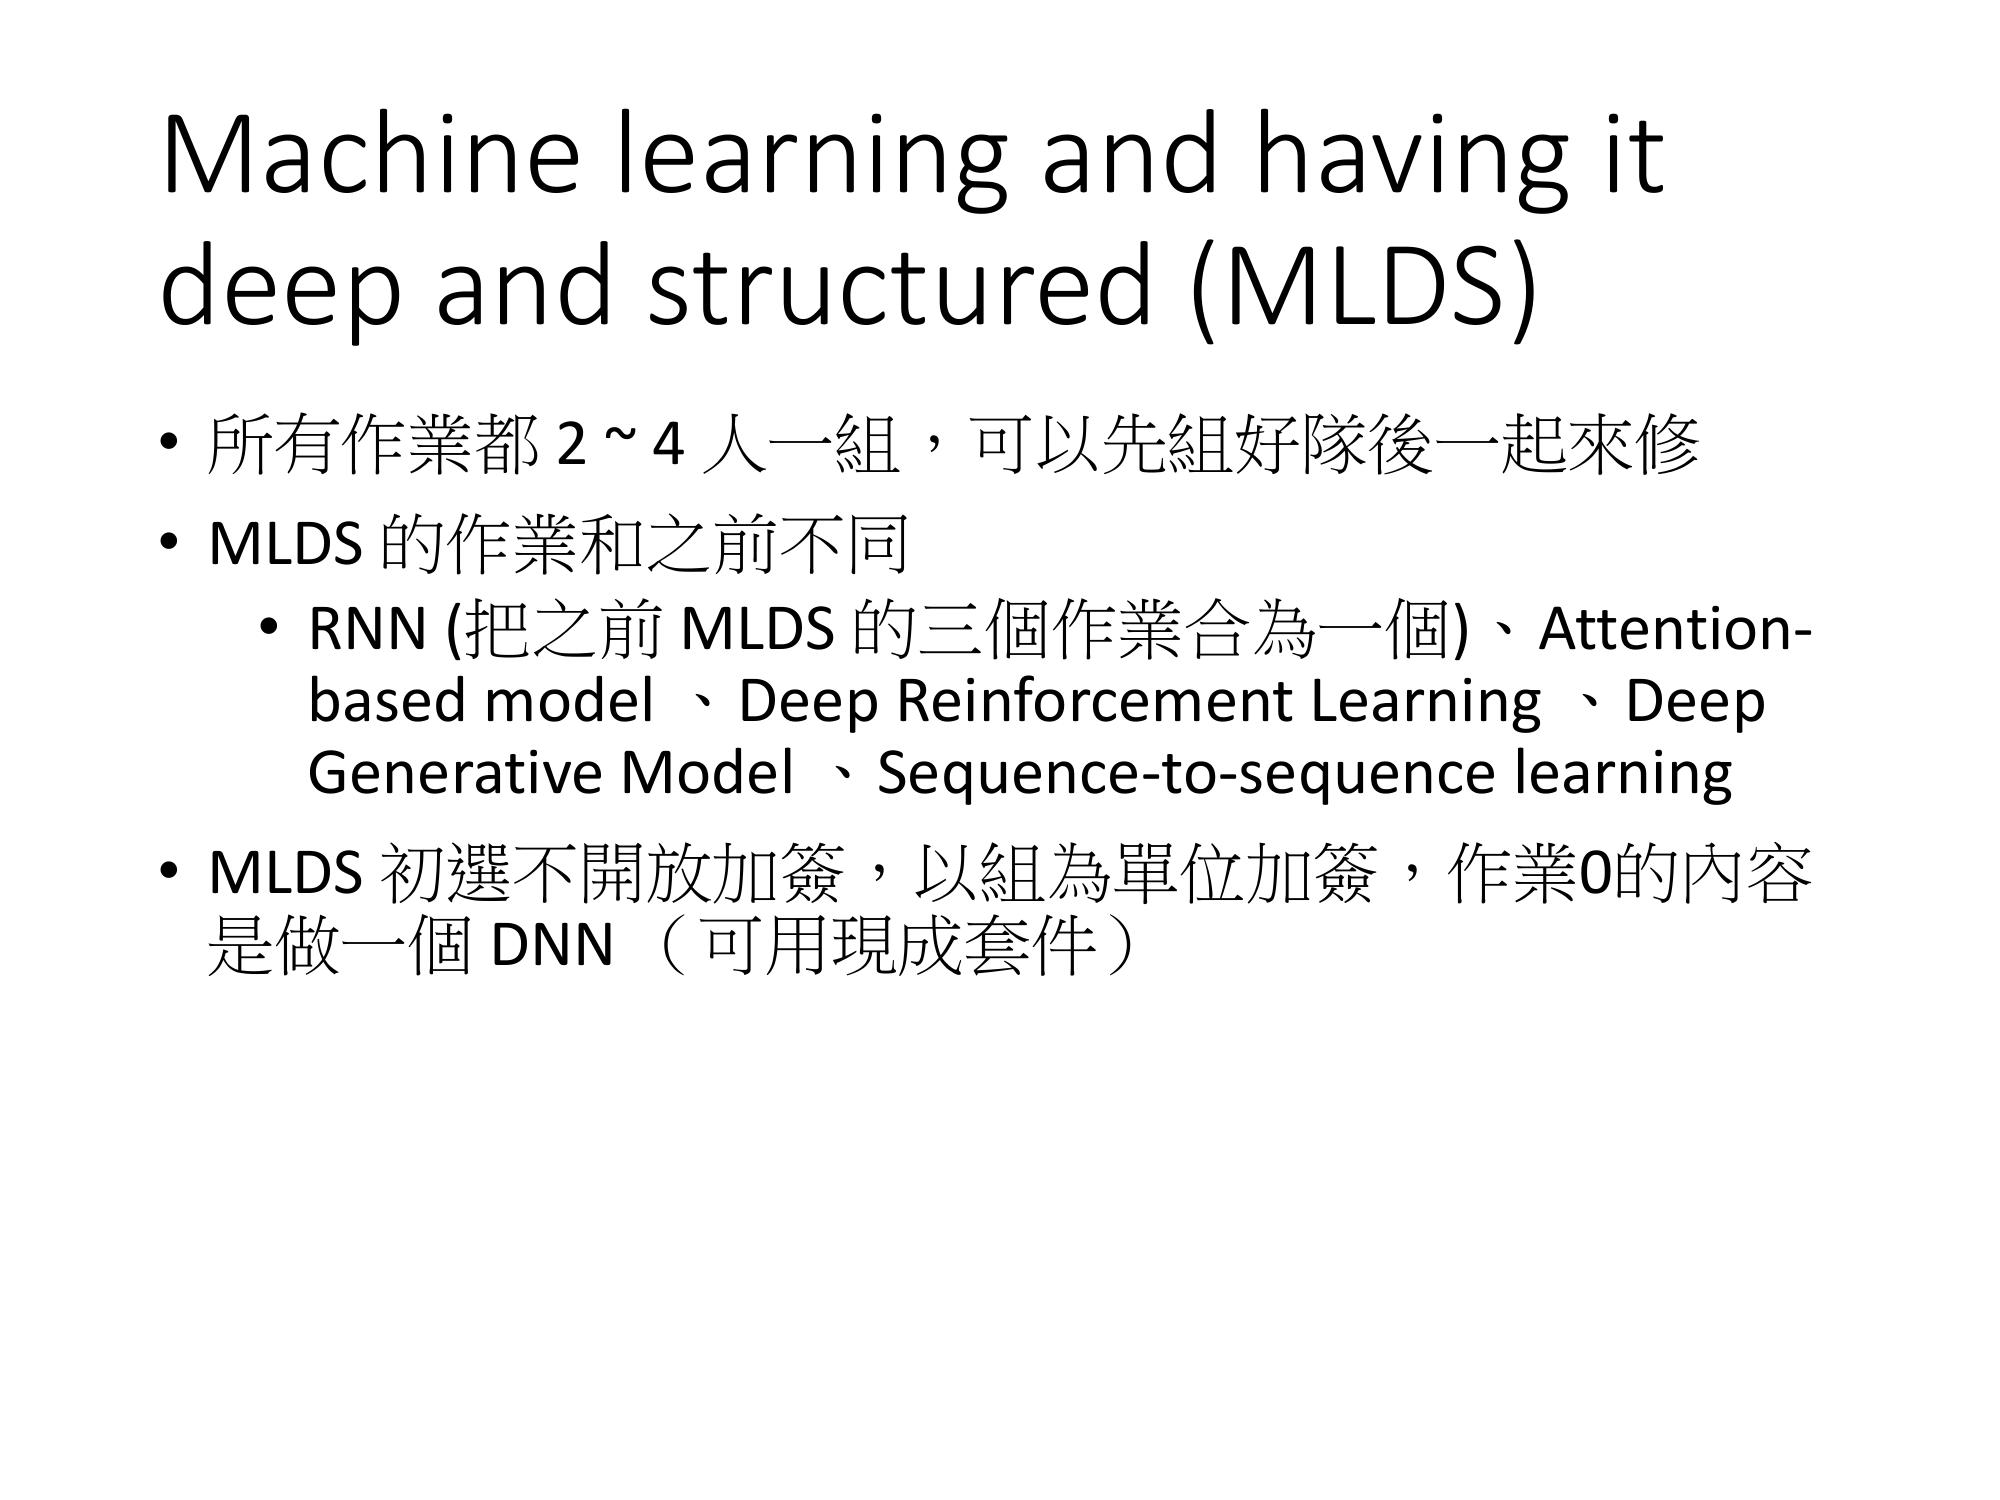 Machine learning and having it
deep and structured (MLDS)
• 所有作業都 2 ~ 4 人一組，可以先組好隊後一起來修
• MLDS 的作業和之前不同
• RNN (把之前 MLDS 的三個作業合為一個) 、Attention-
based model 、Deep Reinforcement Learning 、Deep
Generative Model 、Sequence-to-sequence learning
• MLDS 初選不開放加簽，以組為單位加簽，作業0的內容
是做一個 DNN （可用現成套件）